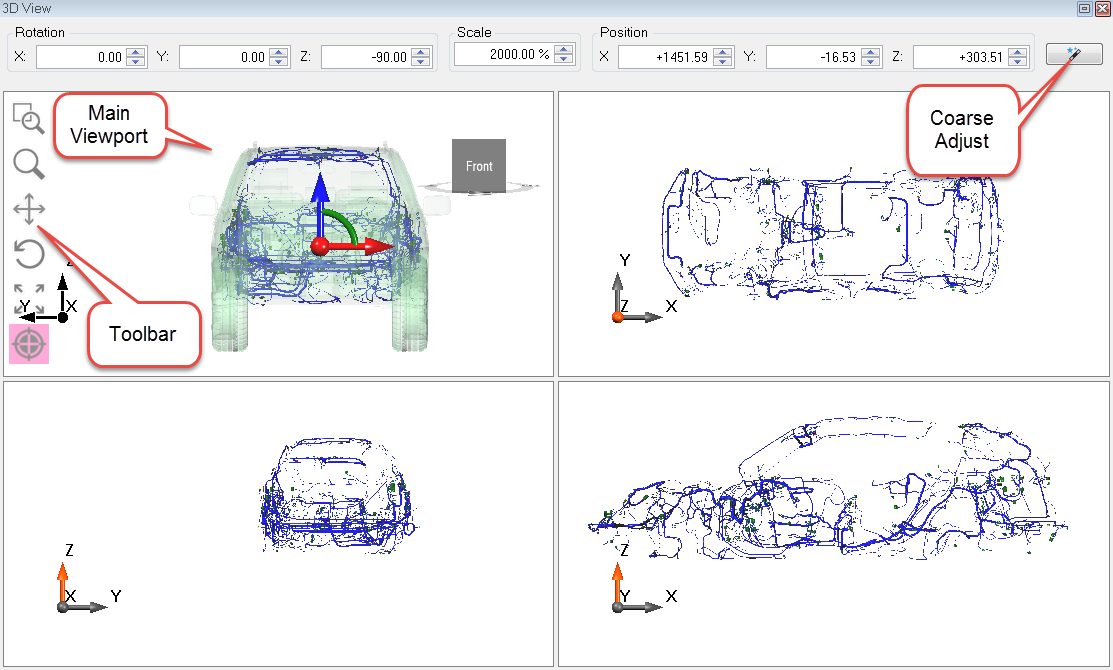 3D View
Rotation
Scale
Position
X: 0.00 Y: 0.00 Z: -90.00
2000.00 %
X +1451.59 Y: -16.53 Z: +303.51
Main
Viewport
Front
Coarse
Adjust
Toolbar
Z
Y
X
Y
Z
X
Z
X
Y
Z
Y
X